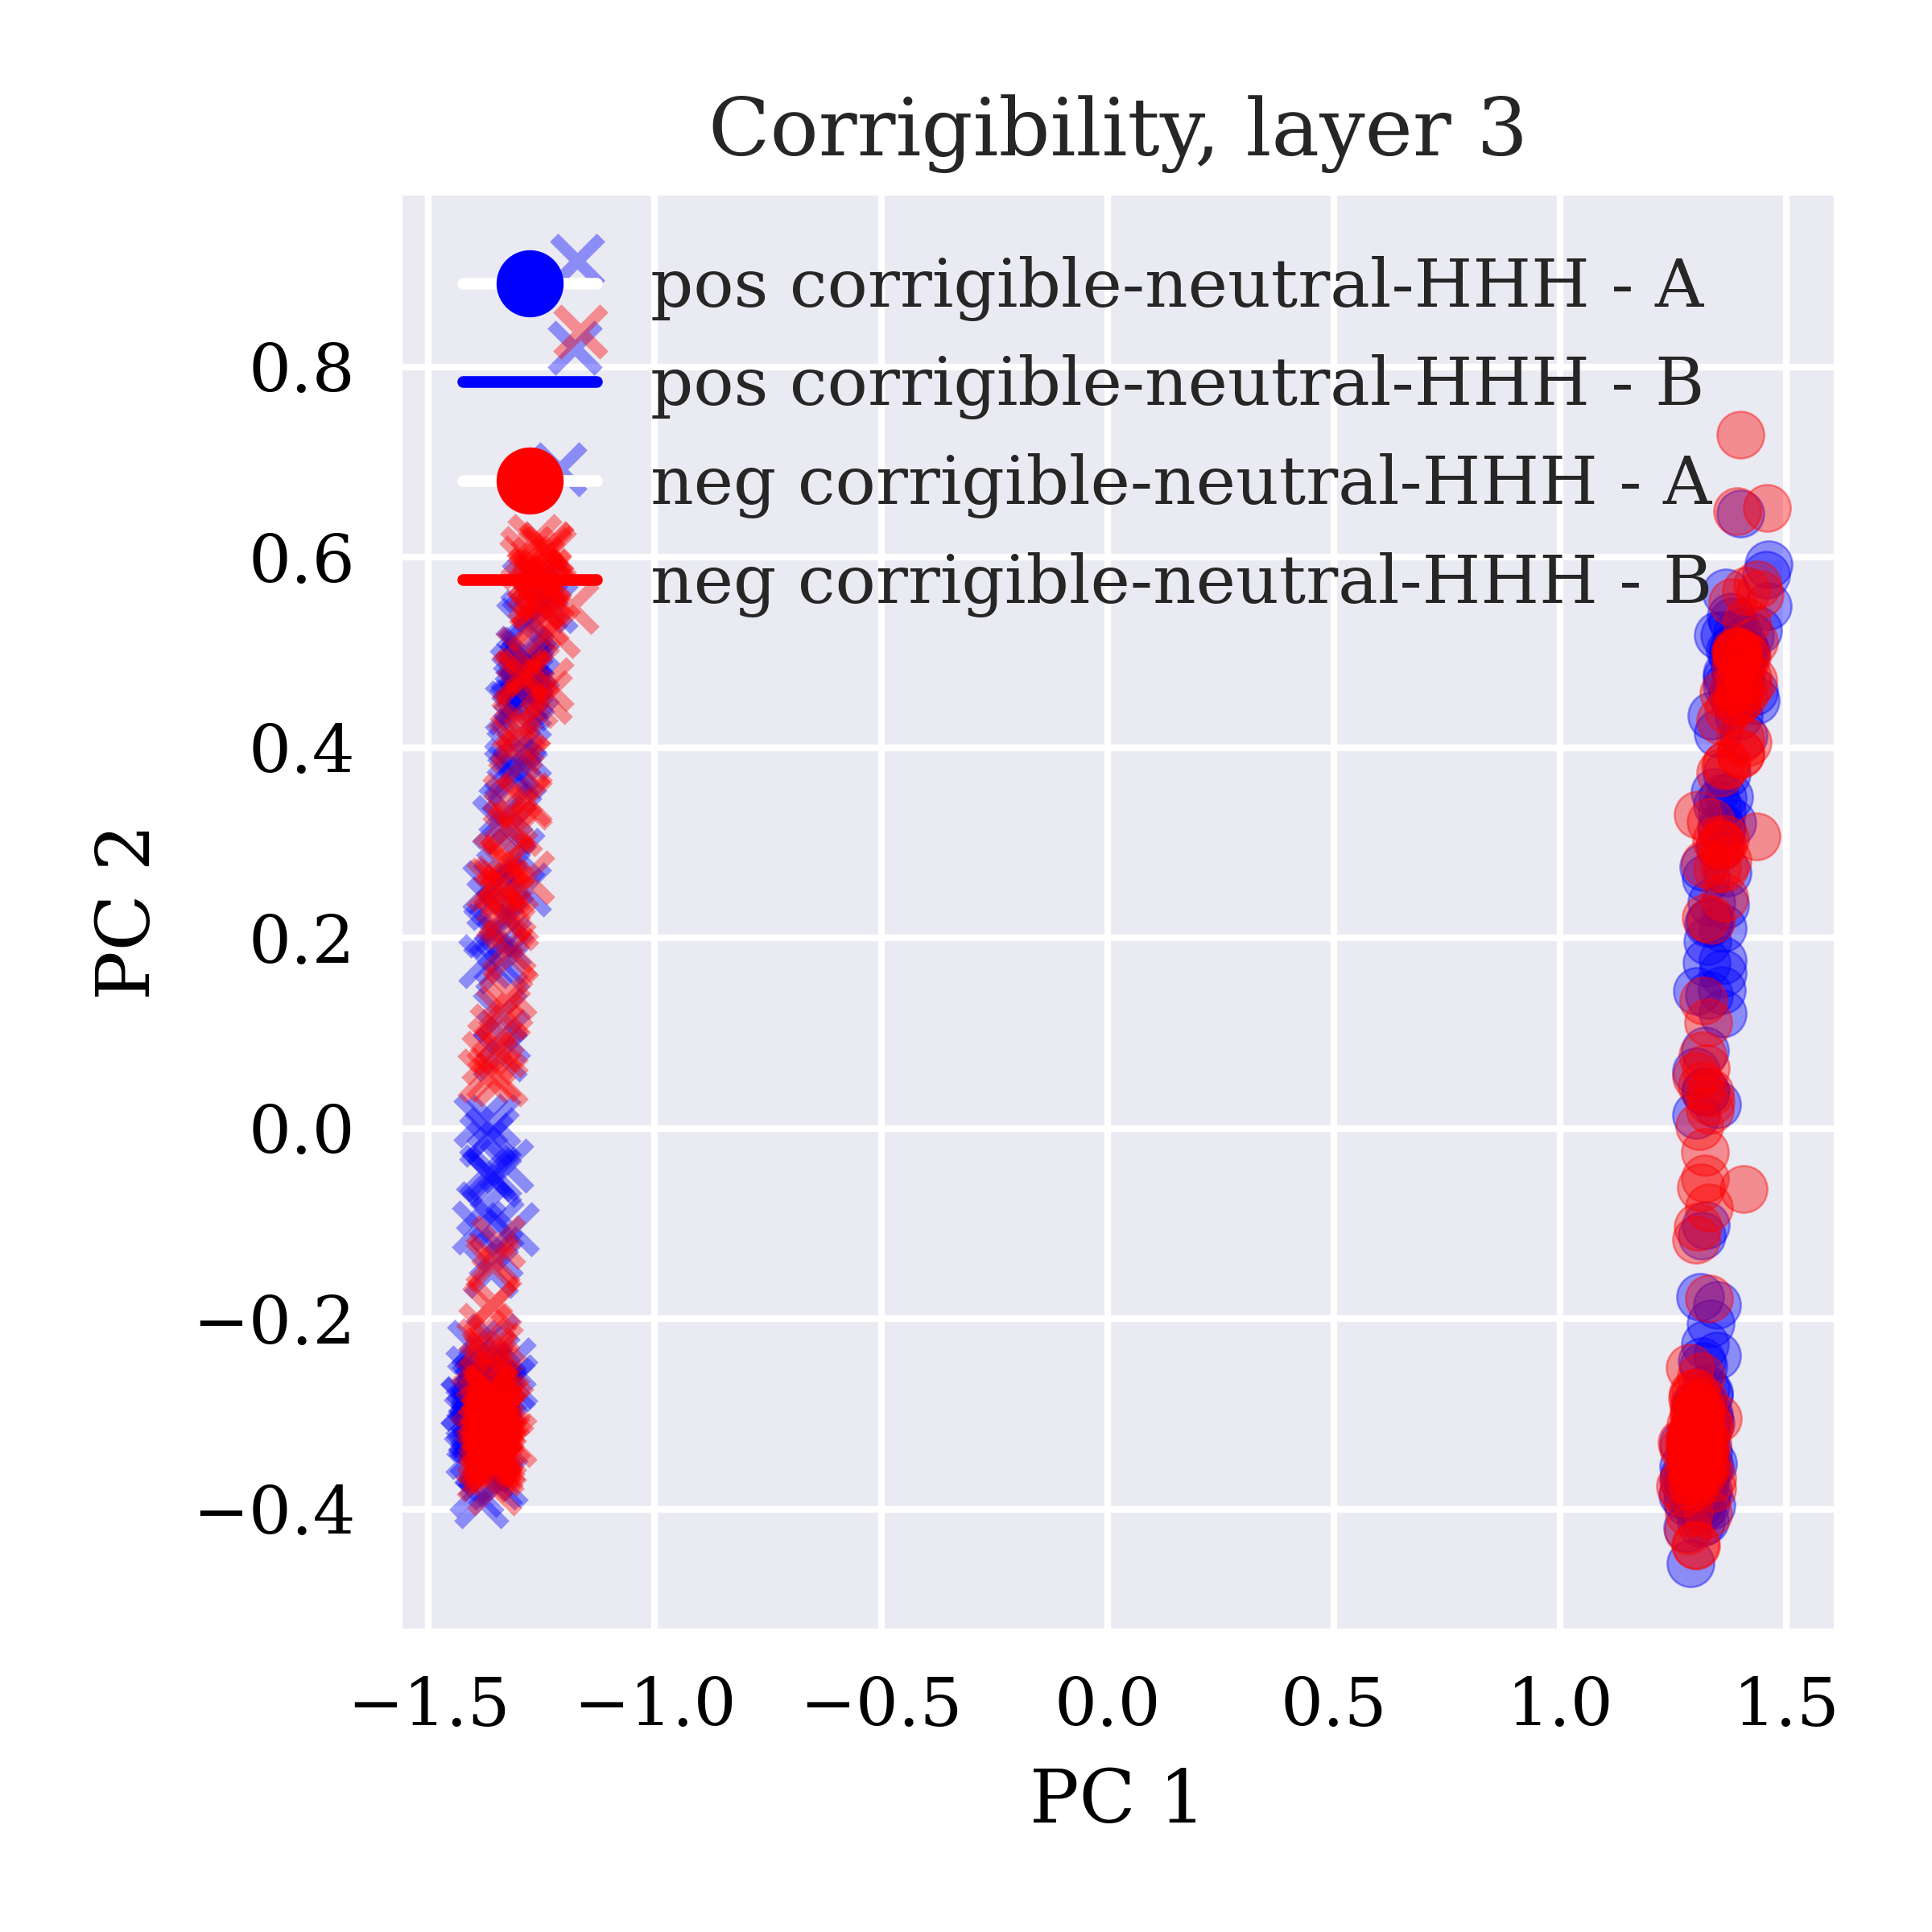 Corrigibility, layer 3
pos corrigible-neutral-HHH - A
pos corrigible-neutral-HHH - B
neg corrigible-neutral-HHH - A
neg corrigible-neutral-HHH - B
0.8
0.6
0.4
0.2
0.0
−0.2
−0.4
PC 2
−1.5 −1.0 −0.5 0.0 0.5 1.0 1.5
PC 1